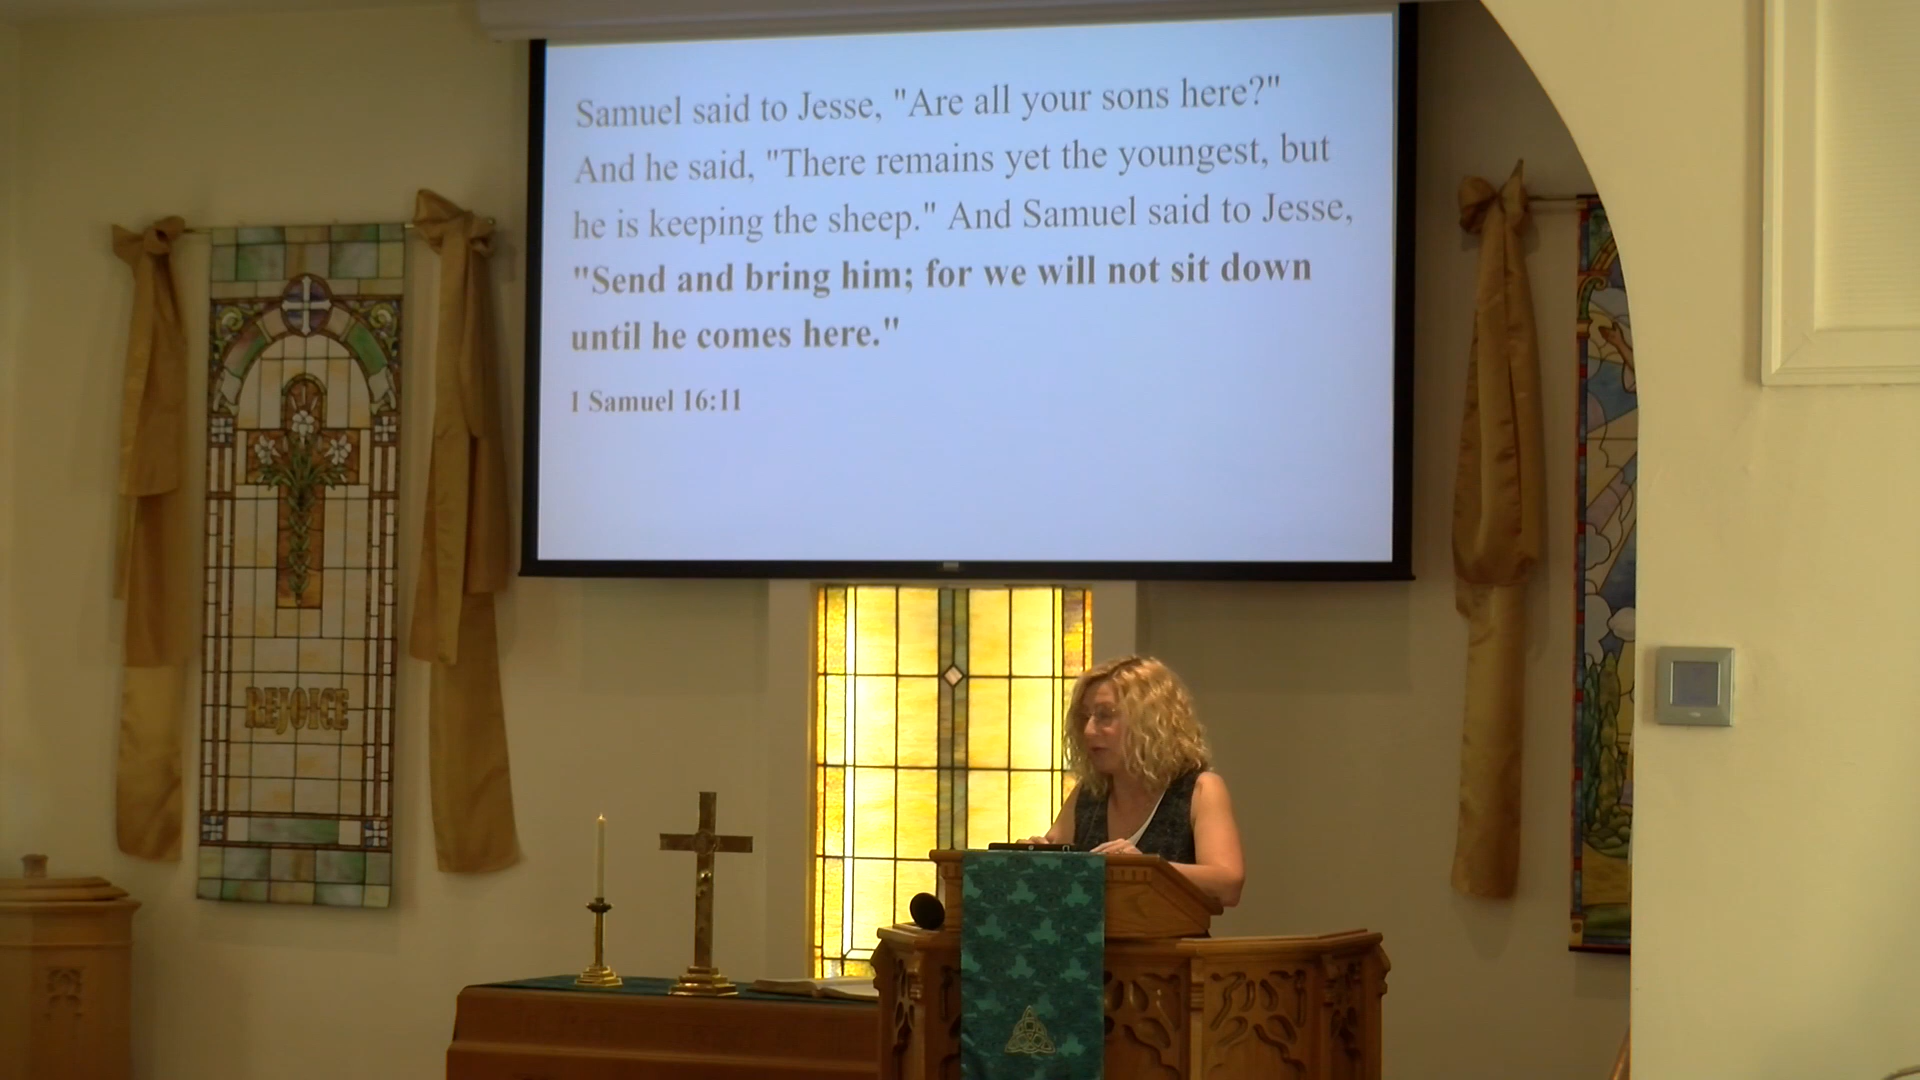 Samuel said to Jesse, "Are all your sons here?"
And he said, "There remains yet the youngest, but
he is keeping the sheep." And Samuel said to Jesse,
"Send and bring him; for we will not sit down
until he comes here."
I Samuel 16:11
REJOICE